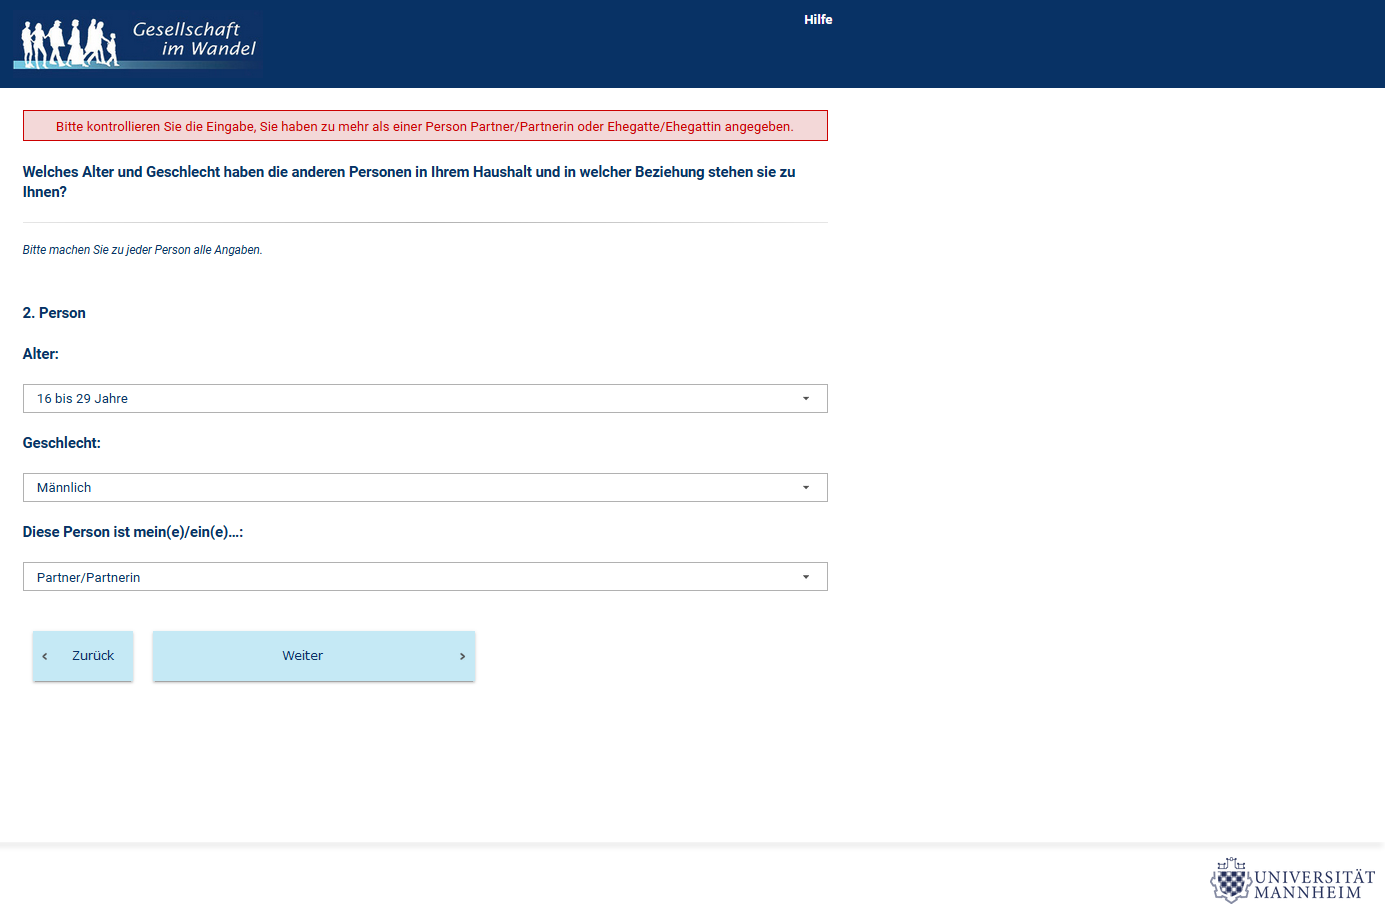 Gesellschaft
im Wandel
Hilfe
Bitte kontrollieren Sie die Eingabe, Sie haben zu mehr als einer Person Partner/Partnerin oder Ehegatte/Ehegattin angegeben.
Welches Alter und Geschlecht haben die anderen Personen in Ihrem Haushalt und in welcher Beziehung stehen sie zu
Ihnen?
Bitte machen Sie zu jeder Person alle Angaben.
2. Person
Alter:
16 bis 29 Jahre
Geschlecht:
Männlich
Diese Person ist mein(e)/ein(e)...:
Partner/Partnerin
Zurück
Weiter
UNIVERSITÄT
MANNHEIM